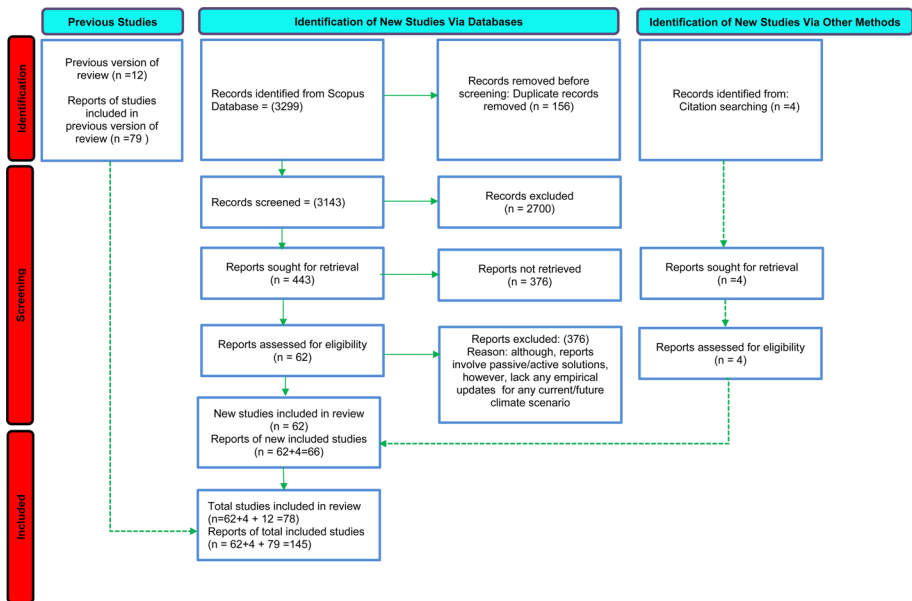 Previous Studies
Identification of New Studies Via Databases
Identification of New Studies Via Other Methods
Identification
Previous version of
review (n =12)
Reports of studies
included in
previous version of
review (n =79 )
Records identified from Scopus
Database = (3299)
Records removed before
screening: Duplicate records
removed (n = 156)
Records identified from:
Citation searching (n =4)
Screening
Records screened = (3143)
Records excluded
(n = 2700)
Reports sought for retrieval
n = 443)
Reports not retrieved
(n = 376)
Reports sought for retrieval
(n =4)
Reports assessed for eligibility
(n = 62)
Reports excluded: (376)
Reason: although, reports
involve passive/active solutions,
however, lack any empirical
updates for any current/future
climate scenario
Reports assessed for eligibility
(n = 4)
New studies included in review
(n = 62)
Reports of new included studies
(n = 62+4=66)
Included
Total studies included in review
(n=62+4 + 12 =78)
Reports of total included studies
(n = 62+4 + 79 =145)